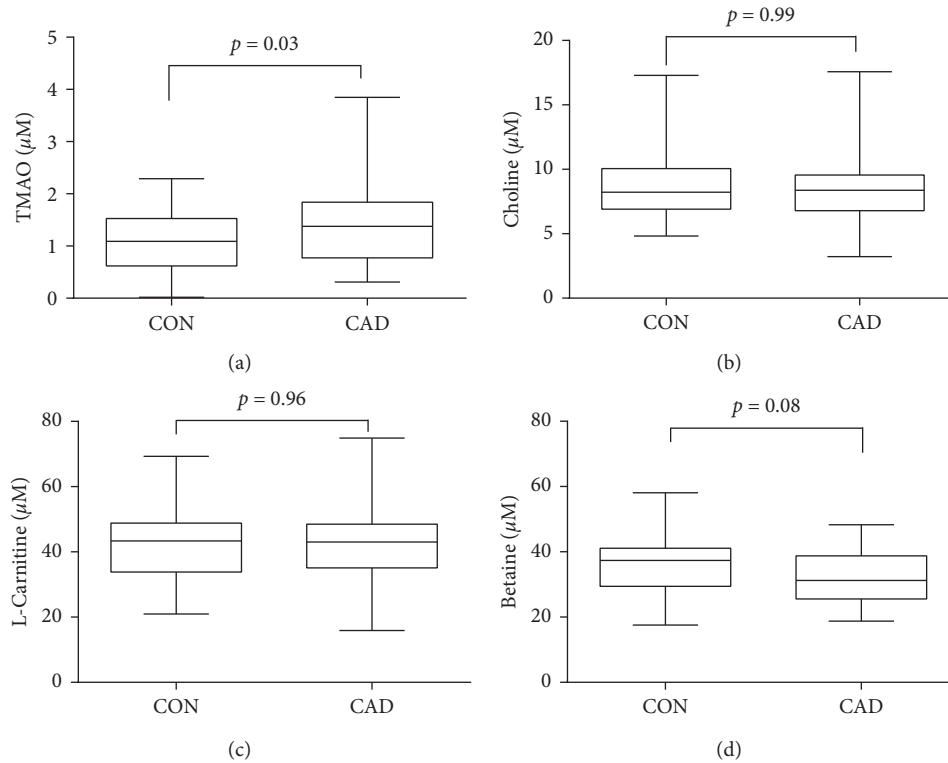 p = 0.03
5
4
3
2
1
0
TMAO (μM)
CON CAD
(a)
p = 0.99
20
15
10
5
0
Choline (μM)
CON CAD
(b)
p = 0.96
80
60
40
20
0
L-Carnitine (μM)
CON CAD
(c)
p = 0.08
80
60
40
20
0
Betaine (μM)
CON CAD
(d)